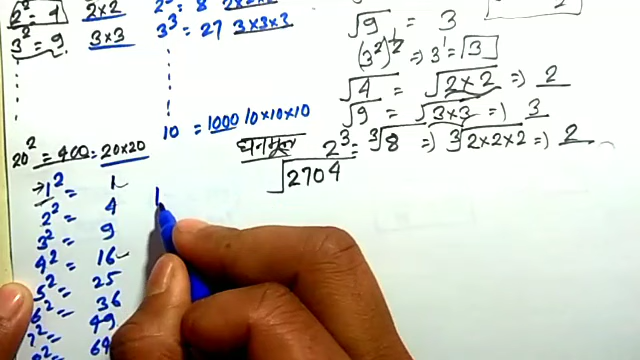 2² = 4 2×2
3² = 9 3×3
= 8
3³ = 27 3×3×3
10 = 1000 10×10×10
20² = 400 = 20×20
1² = 1
2² = 4
3² = 9
4² = 16
5² = 25
6² = 36
7² = 49
64
√9 = 3
(3²)^½ => 3¹ = 3
√4 = √2×2 => 2
√9 = √3×3 => 3
घनमूल 2³ = ³√8 => ³√2×2×2 => 2
√2704
1